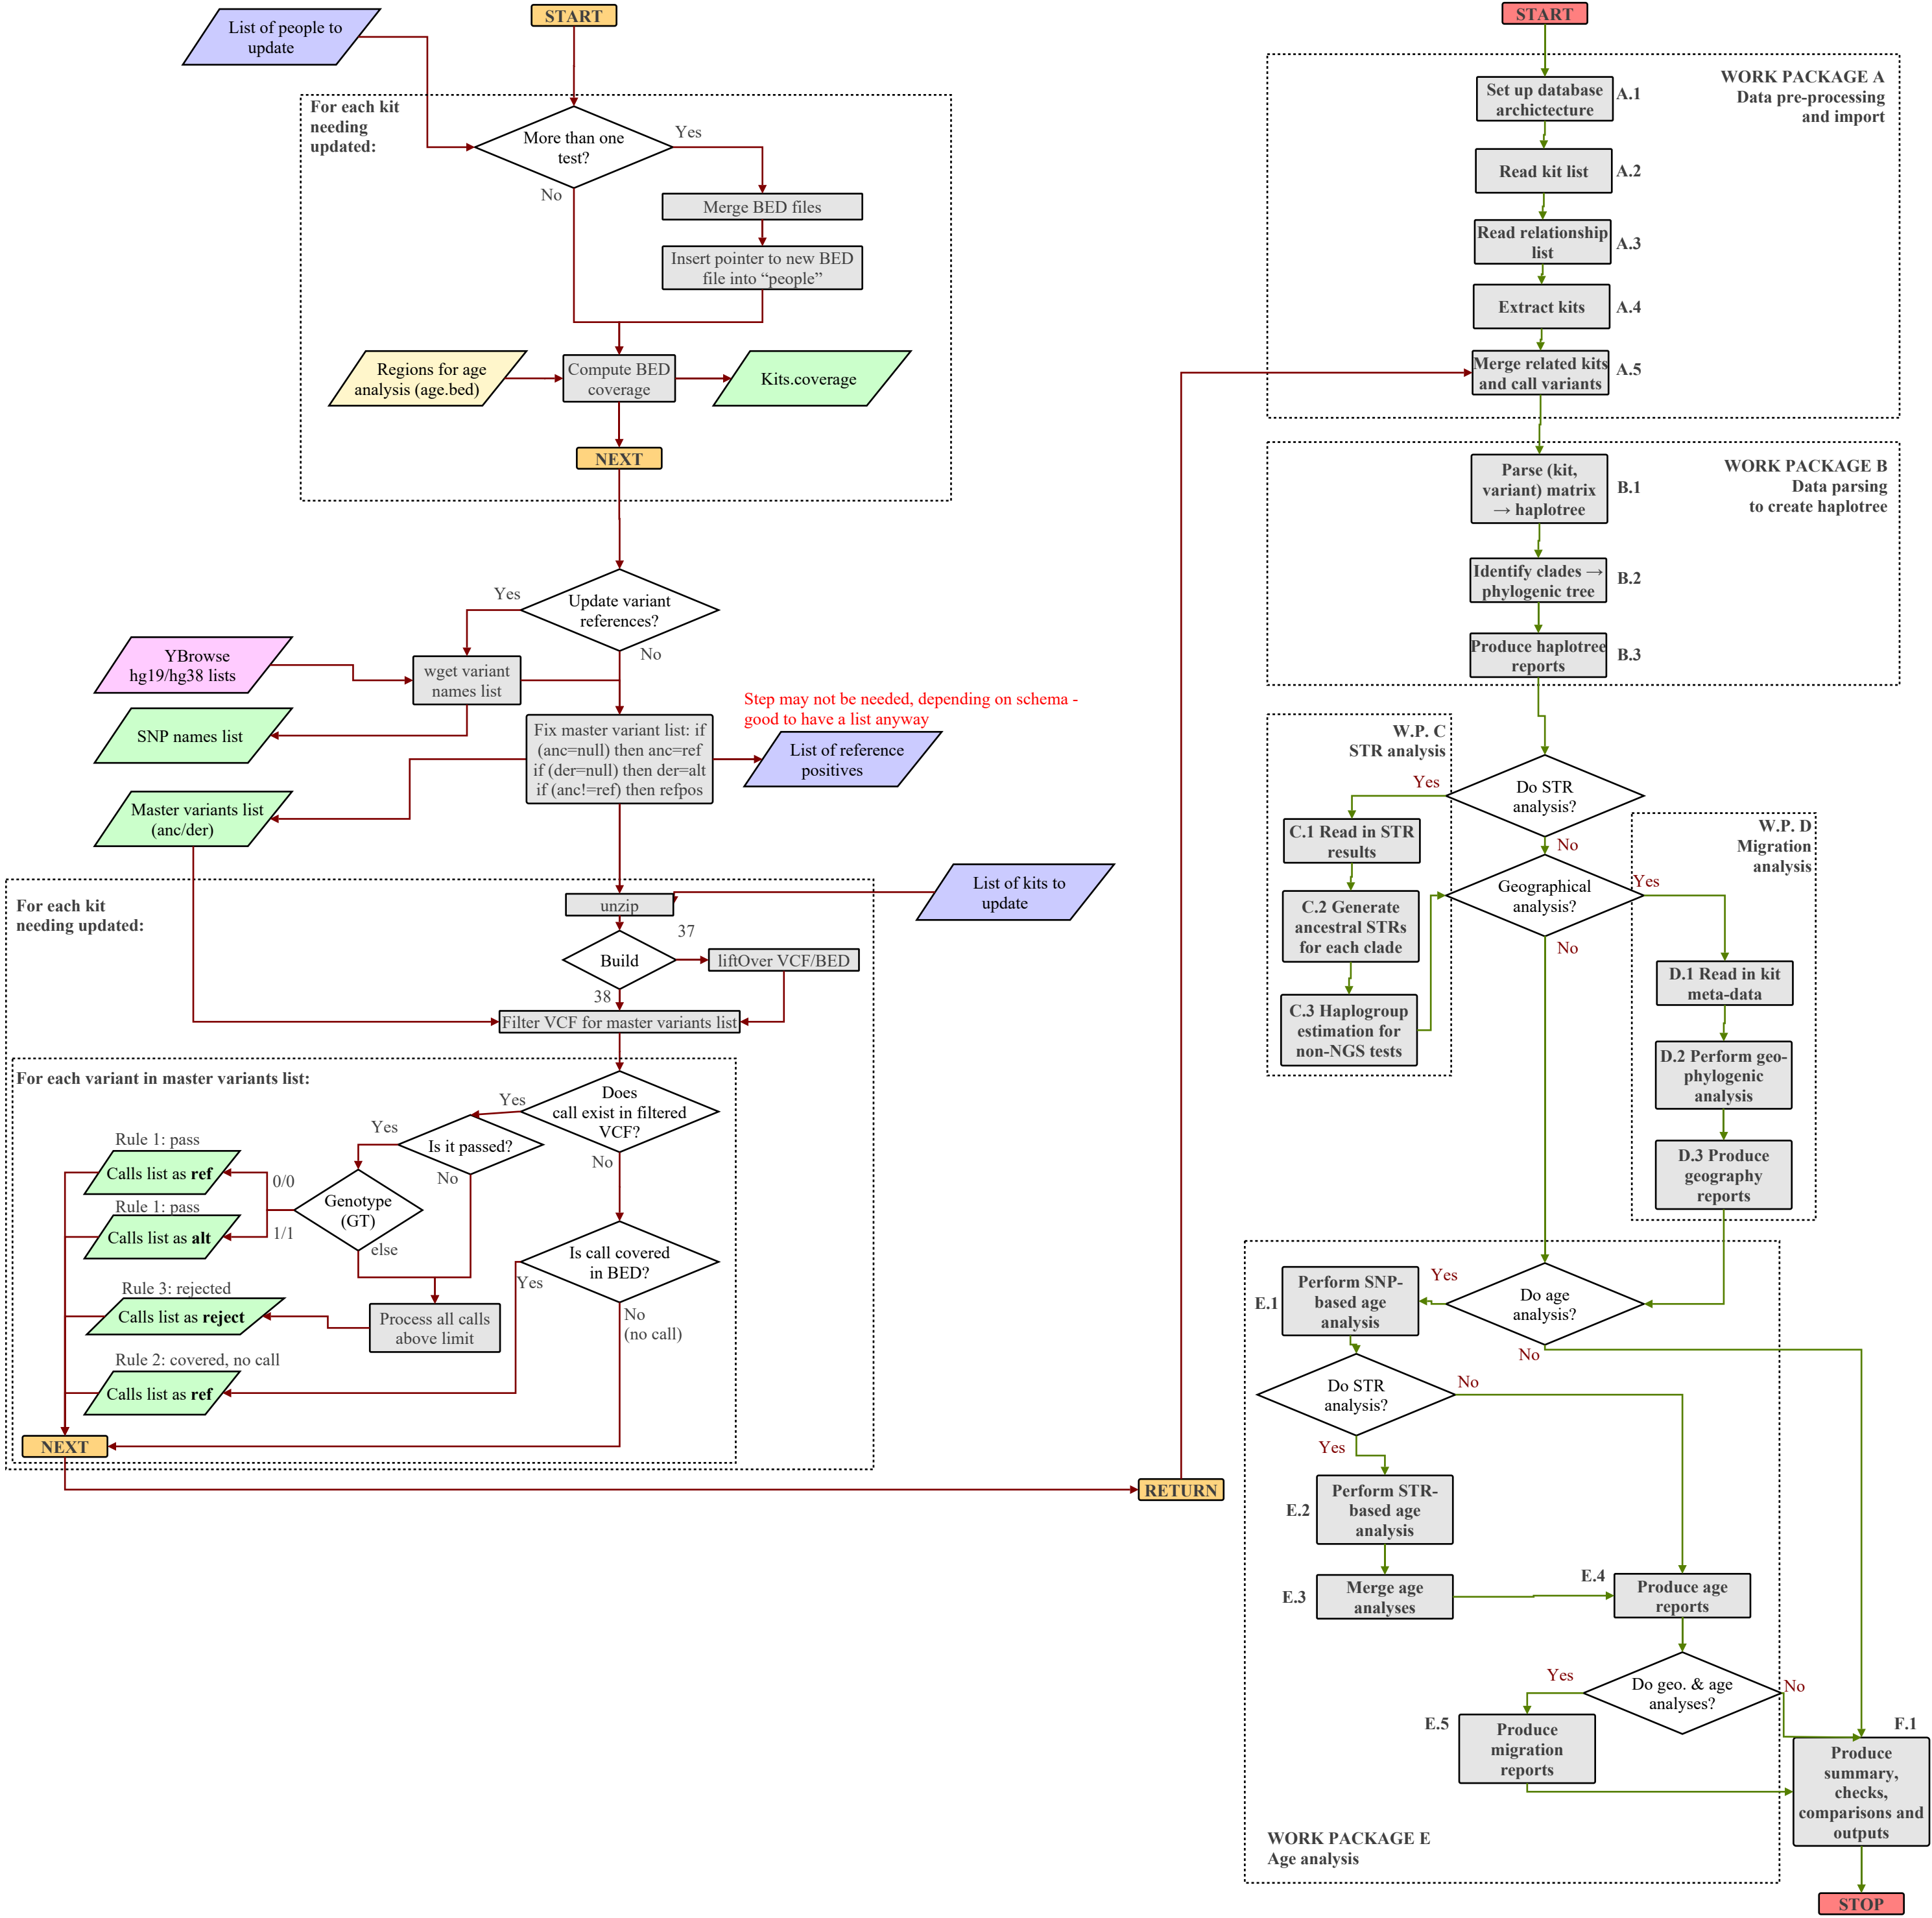 START
List of people to
update
For each kit
needing
updated:
More than one
test?
Yes
No
Merge BED files
Insert pointer to new BED
file into “people”
Regions for age
analysis (age.bed)
Compute BED
coverage
Kits.coverage
NEXT
Update variant
references?
Yes
No
YBrowse
hg19/hg38 lists
wget variant
names list
SNP names list
Step may not be needed, depending on schema -
good to have a list anyway
Fix master variant list: if
(anc=null) then anc=ref
if (der=null) then der=alt
if (anc!=ref) then refpos
List of reference
positives
Master variants list
(anc/der)
For each kit
needing updated:
unzip
List of kits to
update
37
Build
liftOver VCF/BED
38
Filter VCF for master variants list
For each variant in master variants list:
Does
call exist in filtered
VCF?
Yes
No
Is it passed?
Yes
No
Rule 1: pass
Calls list as ref
0/0
Genotype
(GT)
Rule 1: pass
Calls list as alt
1/1
else
Is call covered
in BED?
Yes
No
(no call)
Rule 3: rejected
Calls list as reject
Process all calls
above limit
Rule 2: covered, no call
Calls list as ref
NEXT
RETURN
START
WORK PACKAGE A
Data pre-processing
and import
Set up database
archictecture
A.1
Read kit list
A.2
Read relationship
list
A.3
Extract kits
A.4
Merge related kits
and call variants
A.5
WORK PACKAGE B
Data parsing
to create haplotree
Parse (kit,
variant) matrix
→ haplotree
B.1
Identify clades →
phylogenic tree
B.2
Produce haplotree
reports
B.3
W.P. C
STR analysis
Do STR
analysis?
Yes
No
C.1 Read in STR
results
C.2 Generate
ancestral STRs
for each clade
C.3 Haplogroup
estimation for
non-NGS tests
W.P. D
Migration
analysis
Geographical
analysis?
Yes
No
D.1 Read in kit
meta-data
D.2 Perform geo-
phylogenic
analysis
D.3 Produce
geography
reports
Do age
analysis?
Yes
No
E.1
Perform SNP-
based age
analysis
Do STR
analysis?
No
Yes
E.2
Perform STR-
based age
analysis
E.3
Merge age
analyses
E.4
Produce age
reports
Do geo. & age
analyses?
Yes
No
E.5
Produce
migration
reports
WORK PACKAGE E
Age analysis
F.1
Produce
summary,
checks,
comparisons and
outputs
STOP